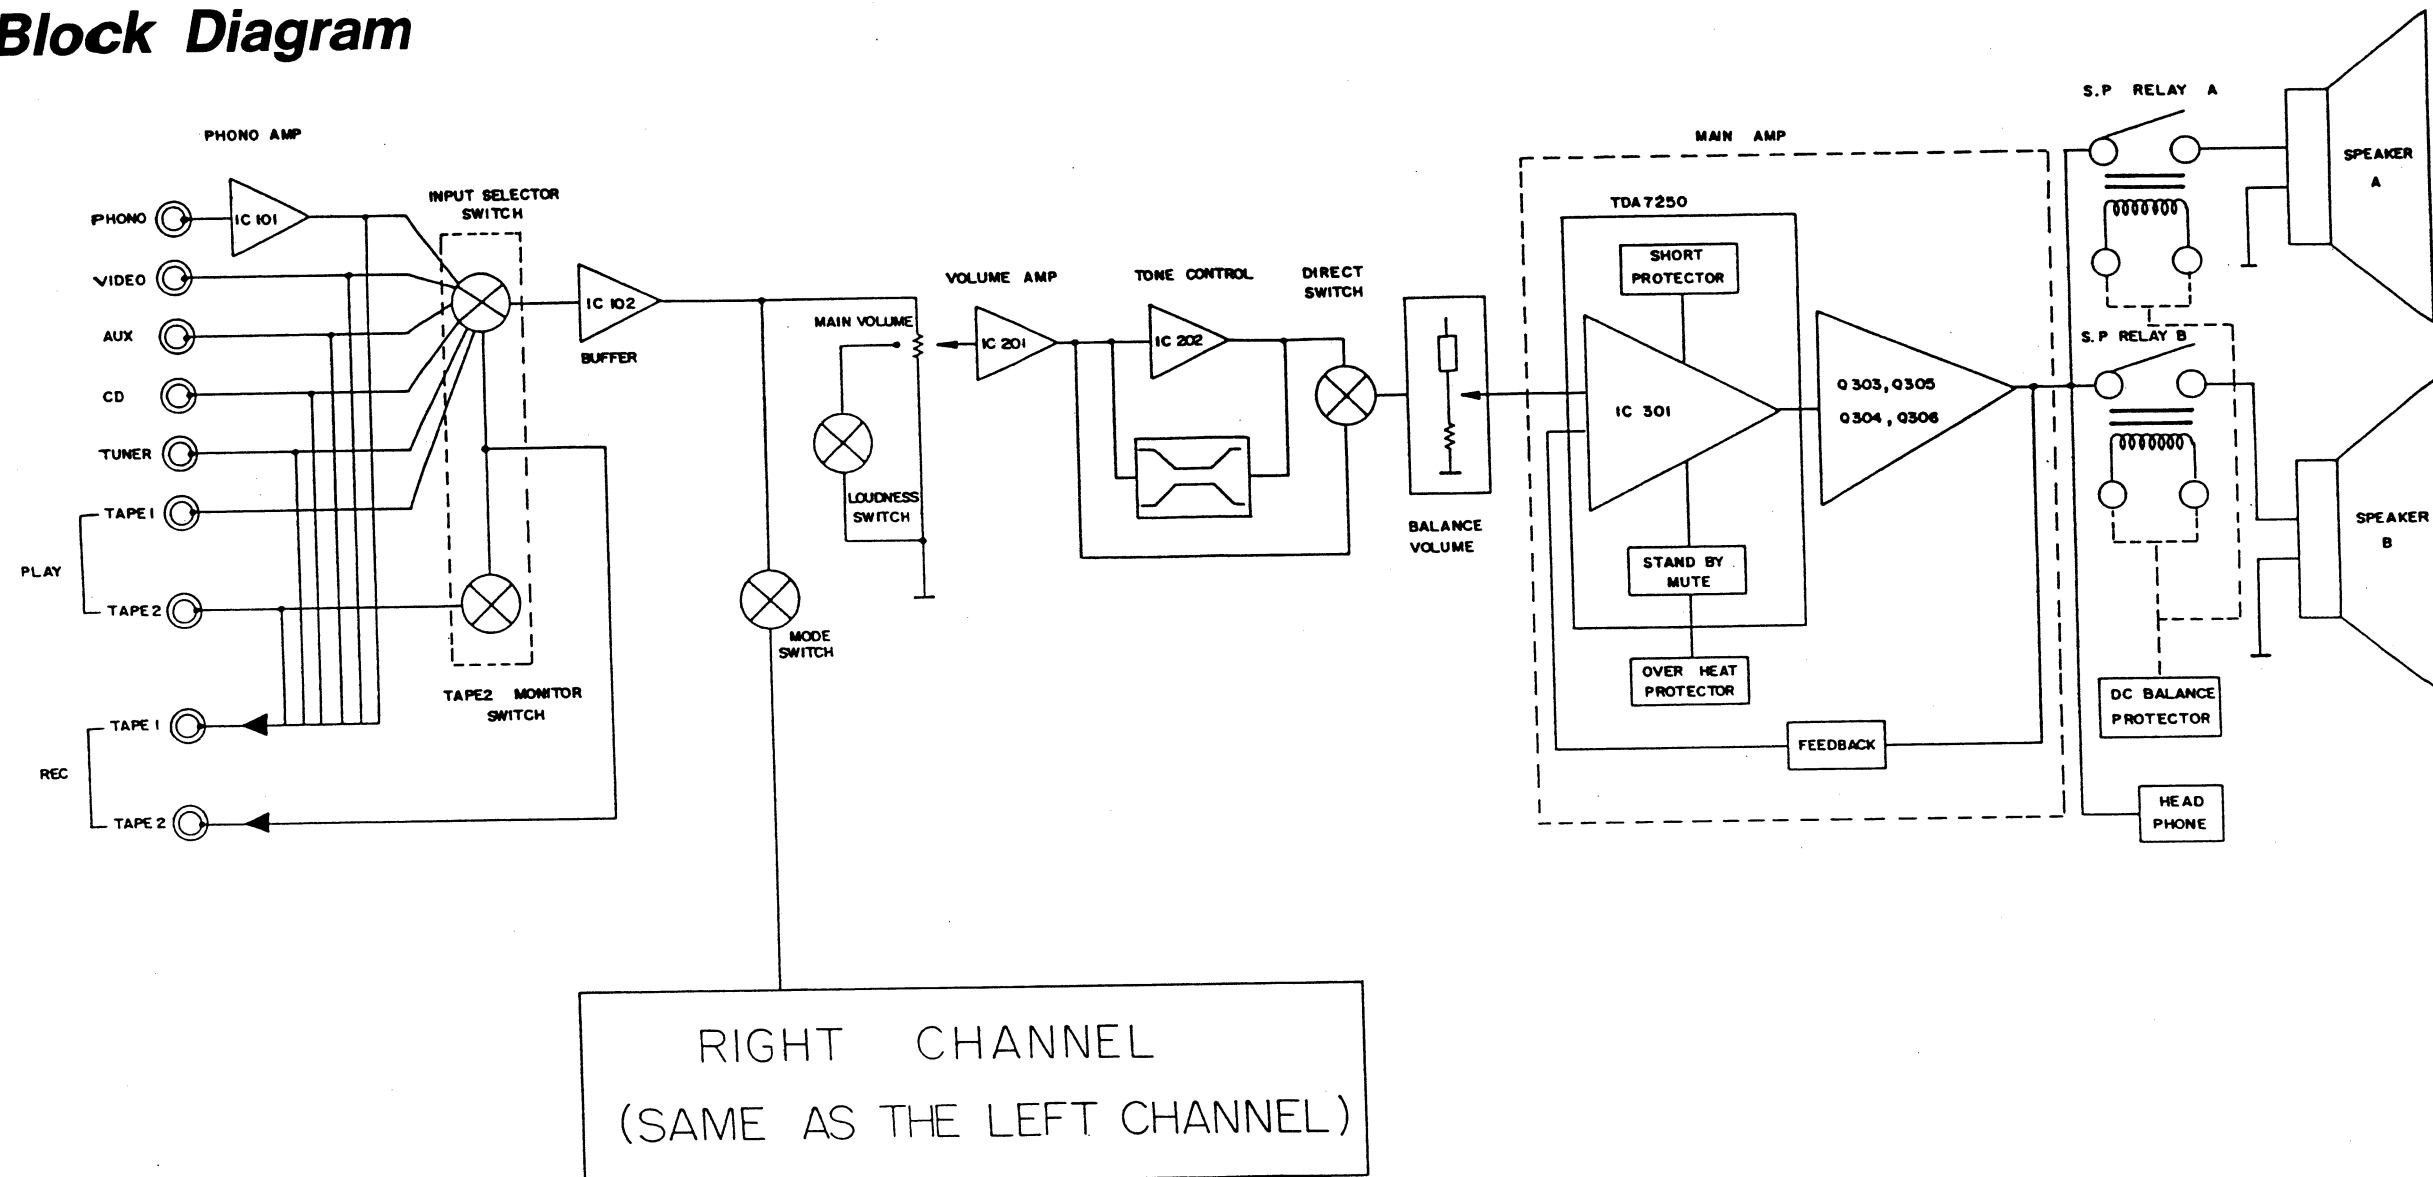 Block Diagram
PHONO AMP
PHONO
IC 101
VIDEO
AUX
CD
TUNER
TAPE 1
PLAY
TAPE 2
TAPE 1
REC
TAPE 2
INPUT SELECTOR
SWITCH
TAPE2 MONITOR
SWITCH
IC 102
BUFFER
MAIN VOLUME
LOUDNESS
SWITCH
MODE
SWITCH
VOLUME AMP
IC 201
TONE CONTROL
IC 202
DIRECT
SWITCH
BALANCE
VOLUME
MAIN AMP
TDA7250
SHORT
PROTECTOR
IC 301
STAND BY
MUTE
OVER HEAT
PROTECTOR
Q303, Q305
Q304, Q306
FEEDBACK
S.P RELAY A
SPEAKER
A
S.P RELAY B
SPEAKER
B
DC BALANCE
PROTECTOR
HEAD
PHONE
RIGHT CHANNEL
(SAME AS THE LEFT CHANNEL)